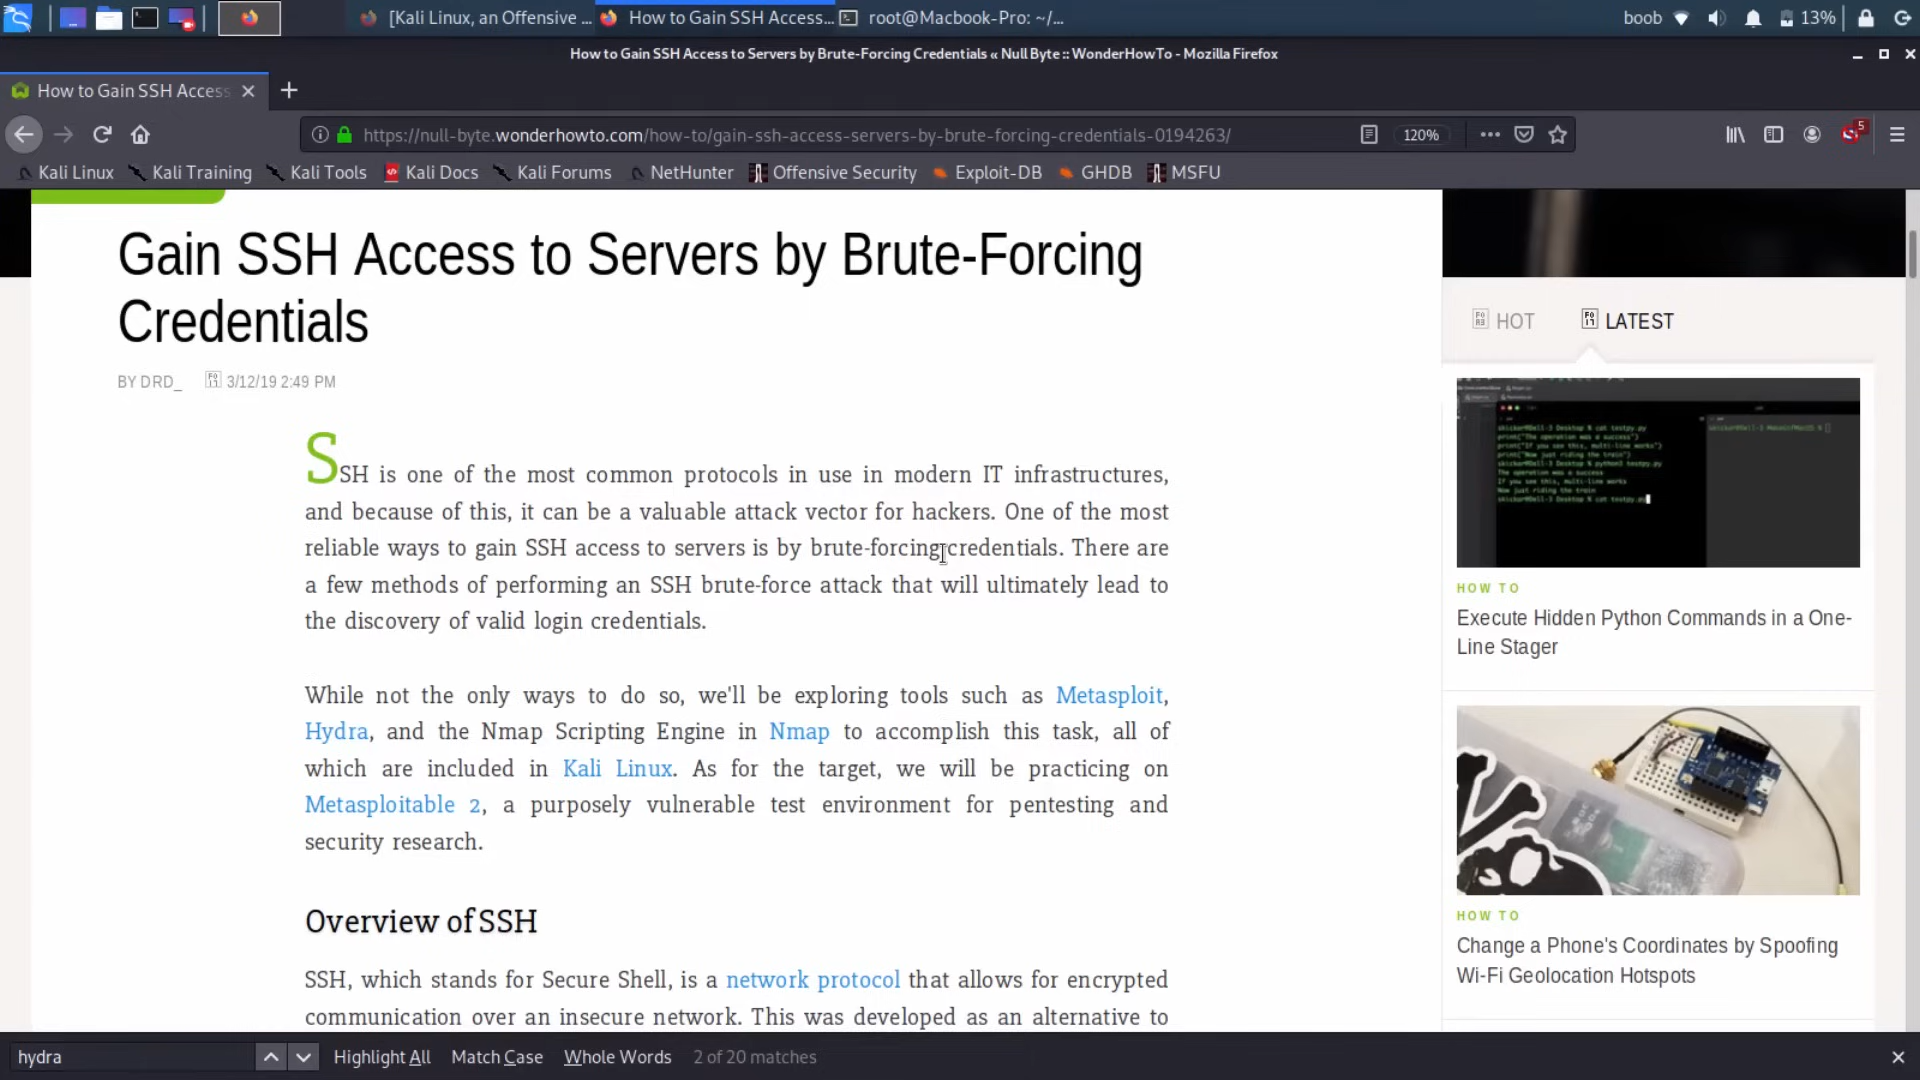 [Kali Linux, an Offensive ...
How to Gain SSH Access...
root@Macbook-Pro: ~/...
boob
13%
How to Gain SSH Access to Servers by Brute-Forcing Credentials « Null Byte :: WonderHowTo - Mozilla Firefox
How to Gain SSH Access
https://null-byte.wonderhowto.com/how-to/gain-ssh-access-servers-by-brute-forcing-credentials-0194263/
120%
5
Kali Linux
Kali Training
Kali Tools
Kali Docs
Kali Forums
NetHunter
Offensive Security
Exploit-DB
GHDB
MSFU
Gain SSH Access to Servers by Brute-Forcing
Credentials
BY DRD_
3/12/19 2:49 PM
SSH is one of the most common protocols in use in modern IT infrastructures,
and because of this, it can be a valuable attack vector for hackers. One of the most
reliable ways to gain SSH access to servers is by brute-forcing credentials. There are
a few methods of performing an SSH brute-force attack that will ultimately lead to
the discovery of valid login credentials.
While not the only ways to do so, we'll be exploring tools such as Metasploit,
Hydra, and the Nmap Scripting Engine in Nmap to accomplish this task, all of
which are included in Kali Linux. As for the target, we will be practicing on
Metasploitable 2, a purposely vulnerable test environment for pentesting and
security research.
Overview of SSH
SSH, which stands for Secure Shell, is a network protocol that allows for encrypted
communication over an insecure network. This was developed as an alternative to
HOT
LATEST
HOW TO
Execute Hidden Python Commands in a One-
Line Stager
HOW TO
Change a Phone's Coordinates by Spoofing
Wi-Fi Geolocation Hotspots
hydra
Highlight All
Match Case
Whole Words
2 of 20 matches